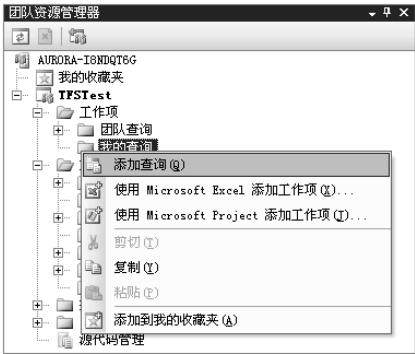 团队资源管理器
AURORA-I8NDQT6G
我的收藏夹
TFSTest
工作项
团队查询
我的查询
添加查询(Q)
使用 Microsoft Excel 添加工作项(X)...
使用 Microsoft Project 添加工作项(T)...
剪切(T)
复制(Y)
粘贴(P)
添加到我的收藏夹(A)
源代码管理